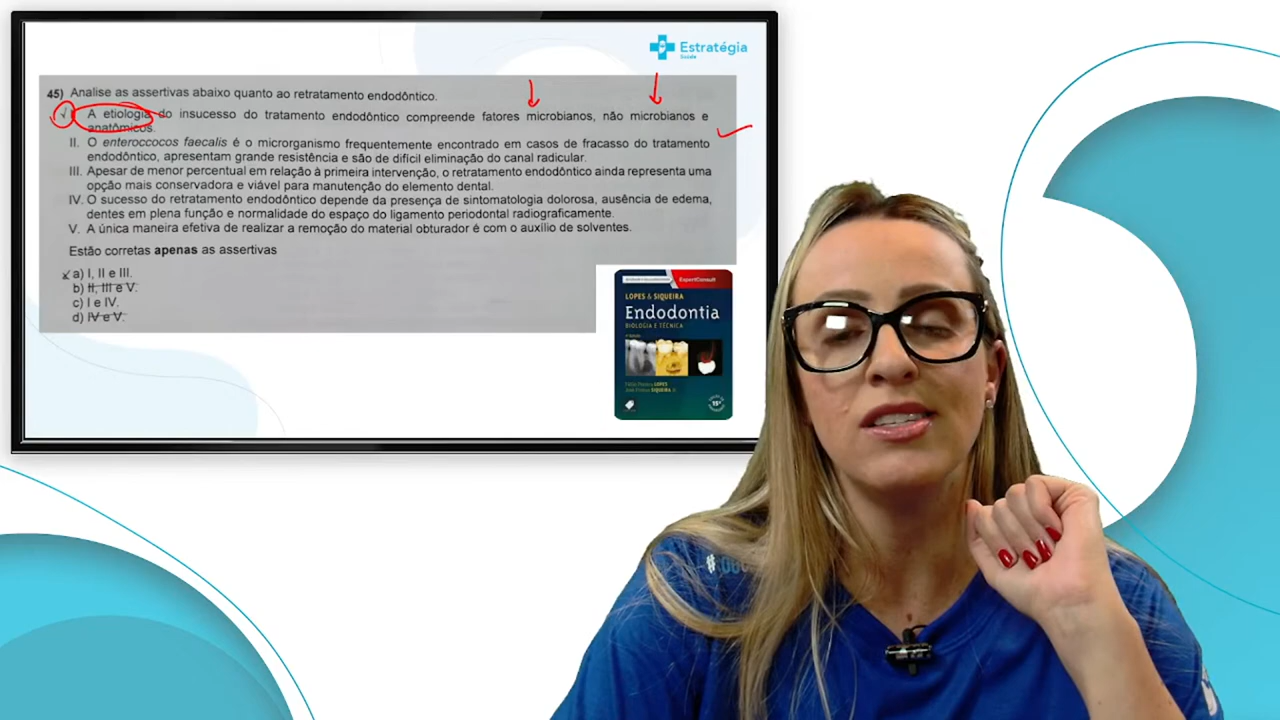 Estratégia
Saúde
45) Analise as assertivas abaixo quanto ao retratamento endodôntico.
A etiologia do insucesso do tratamento endodôntico compreende fatores microbianos, não microbianos e
anatômicos.
II. O enteroccocos faecalis é o microrganismo frequentemente encontrado em casos de fracasso do tratamento
endodôntico, apresentam grande resistência e são de difícil eliminação do canal radicular.
III. Apesar de menor percentual em relação à primeira intervenção, o retratamento endodôntico ainda representa uma
opção mais conservadora e viável para manutenção do elemento dental.
IV. O sucesso do retratamento endodôntico depende da presença de sintomatologia dolorosa, ausência de edema,
dentes em plena função e normalidade do espaço do ligamento periodontal radiograficamente.
V. A única maneira efetiva de realizar a remoção do material obturador é com o auxílio de solventes.
Estão corretas apenas as assertivas
a) I, II e III.
b) II, III e V.
c) I e IV.
d) IV e V.
ExpertConsult
LOPES & SIQUEIRA
Endodontia
BIOLOGIA E TÉCNICA